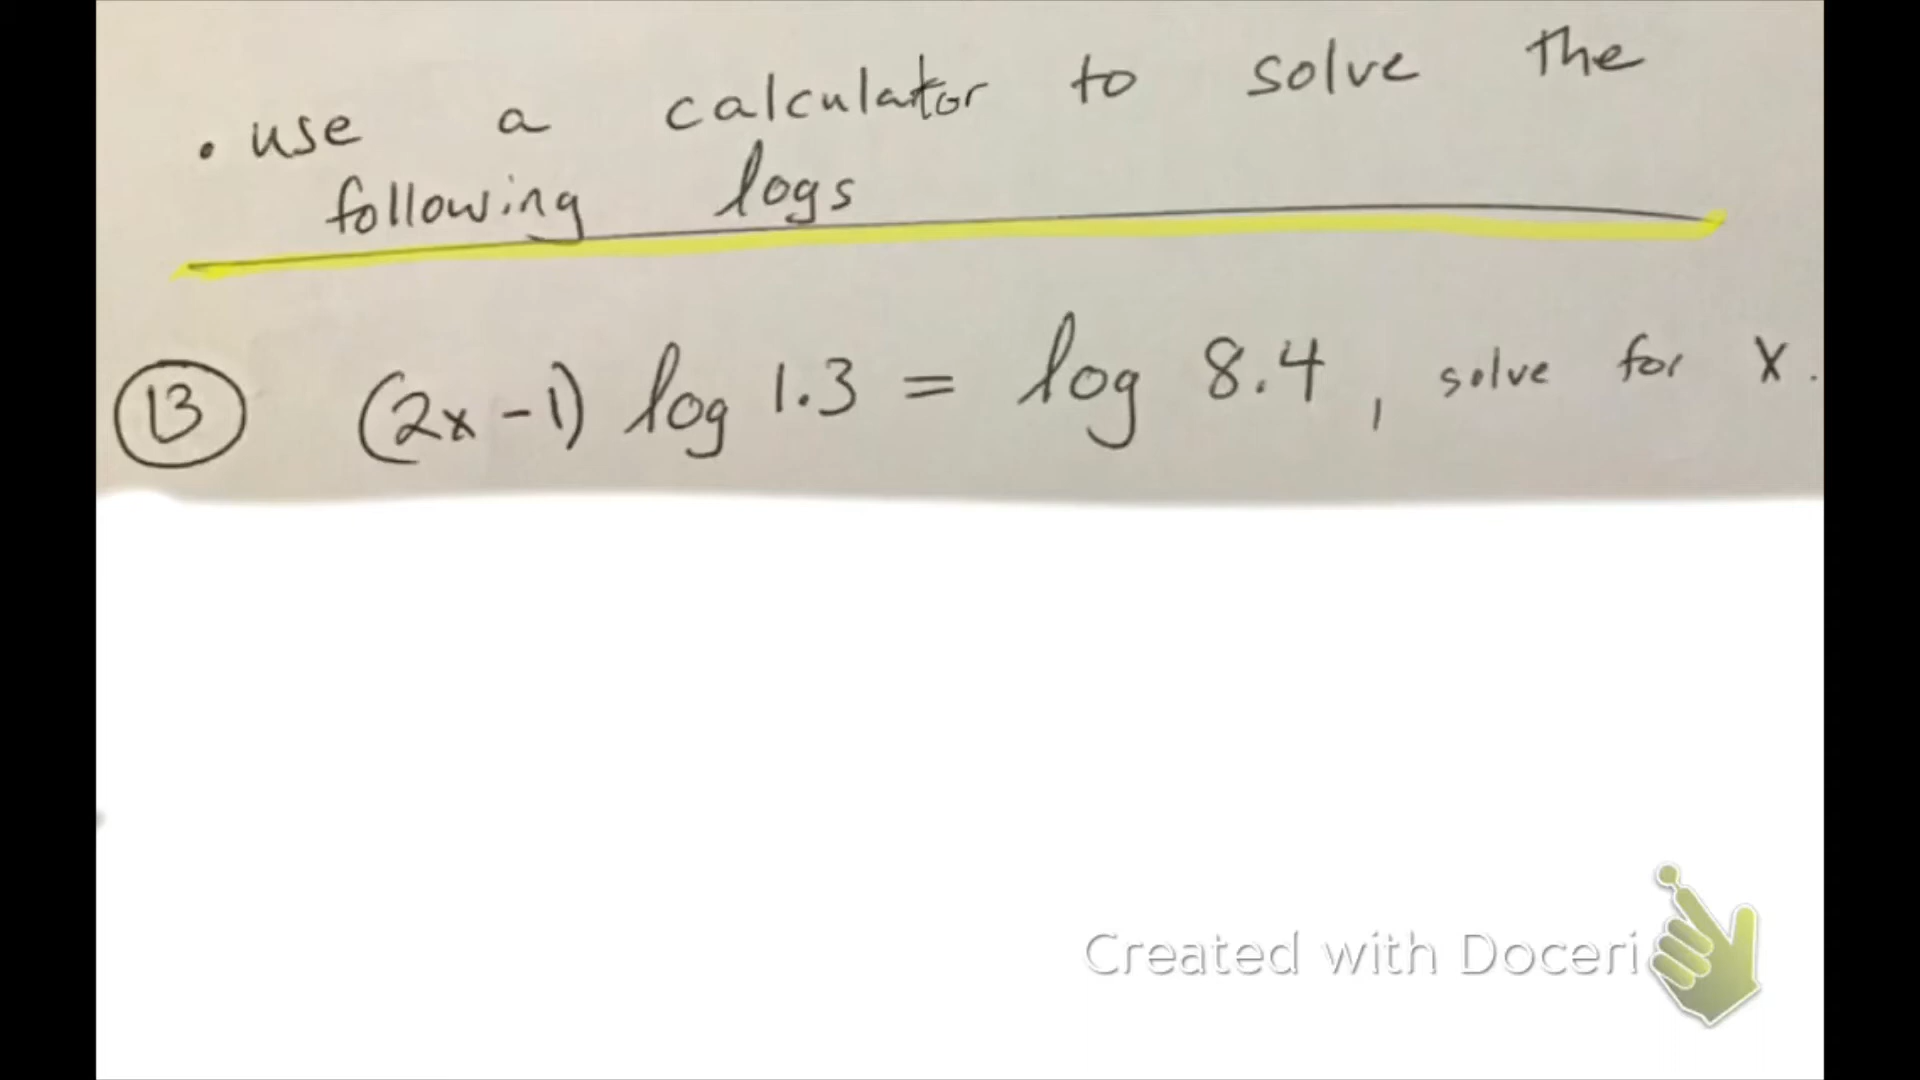 • use a calculator to solve the
following logs
13 (2x-1) log 1.3 = log 8.4, solve for x.
Created with Doceri